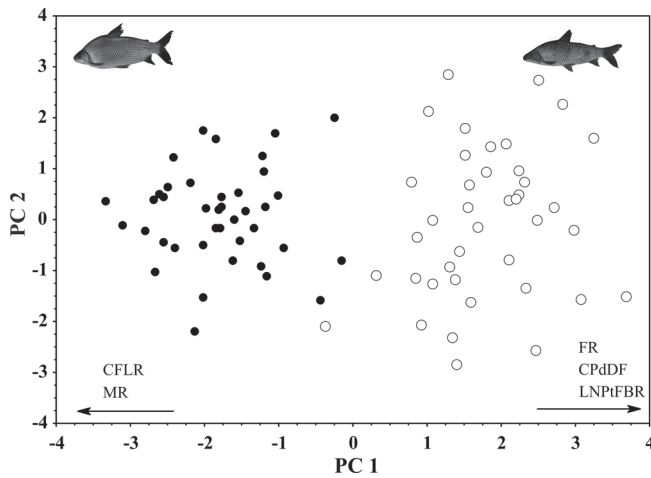 4
3
2
1
0
-1
-2
-3
-4
PC 2
CFLR
MR
FR
CPdDF
LNPtFBR
-4 -3 -2 -1 0 1 2 3 4
PC 1